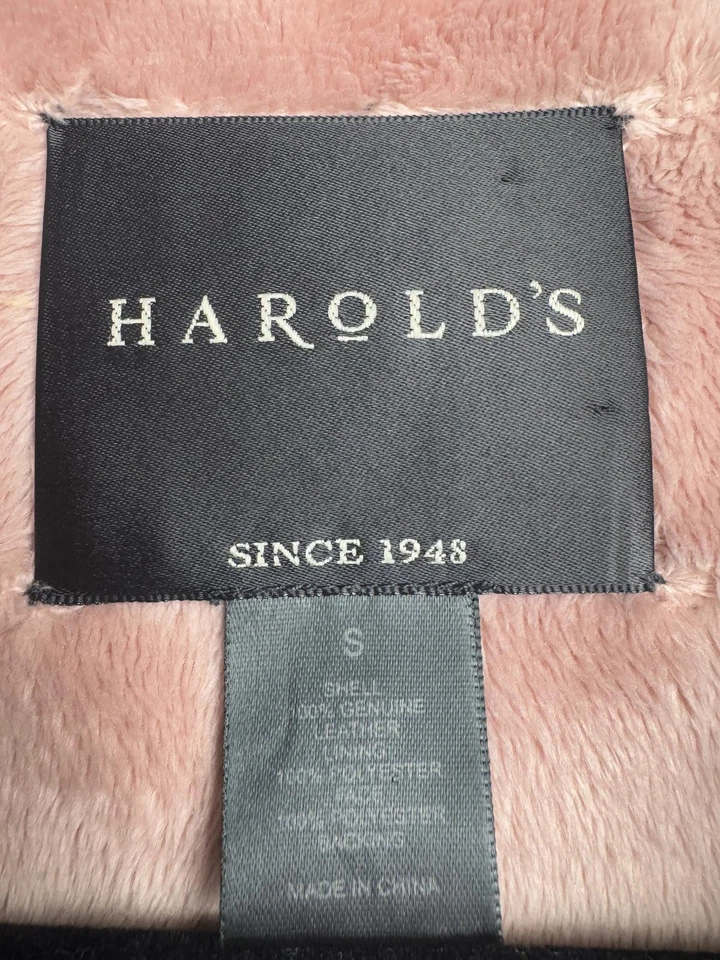 HAROLD'S
SINCE 1948
S
SHELL
100% GENUINE
LEATHER
LINING
100% POLYESTER
FACE
100% POLYESTER
BACKING
MADE IN CHINA